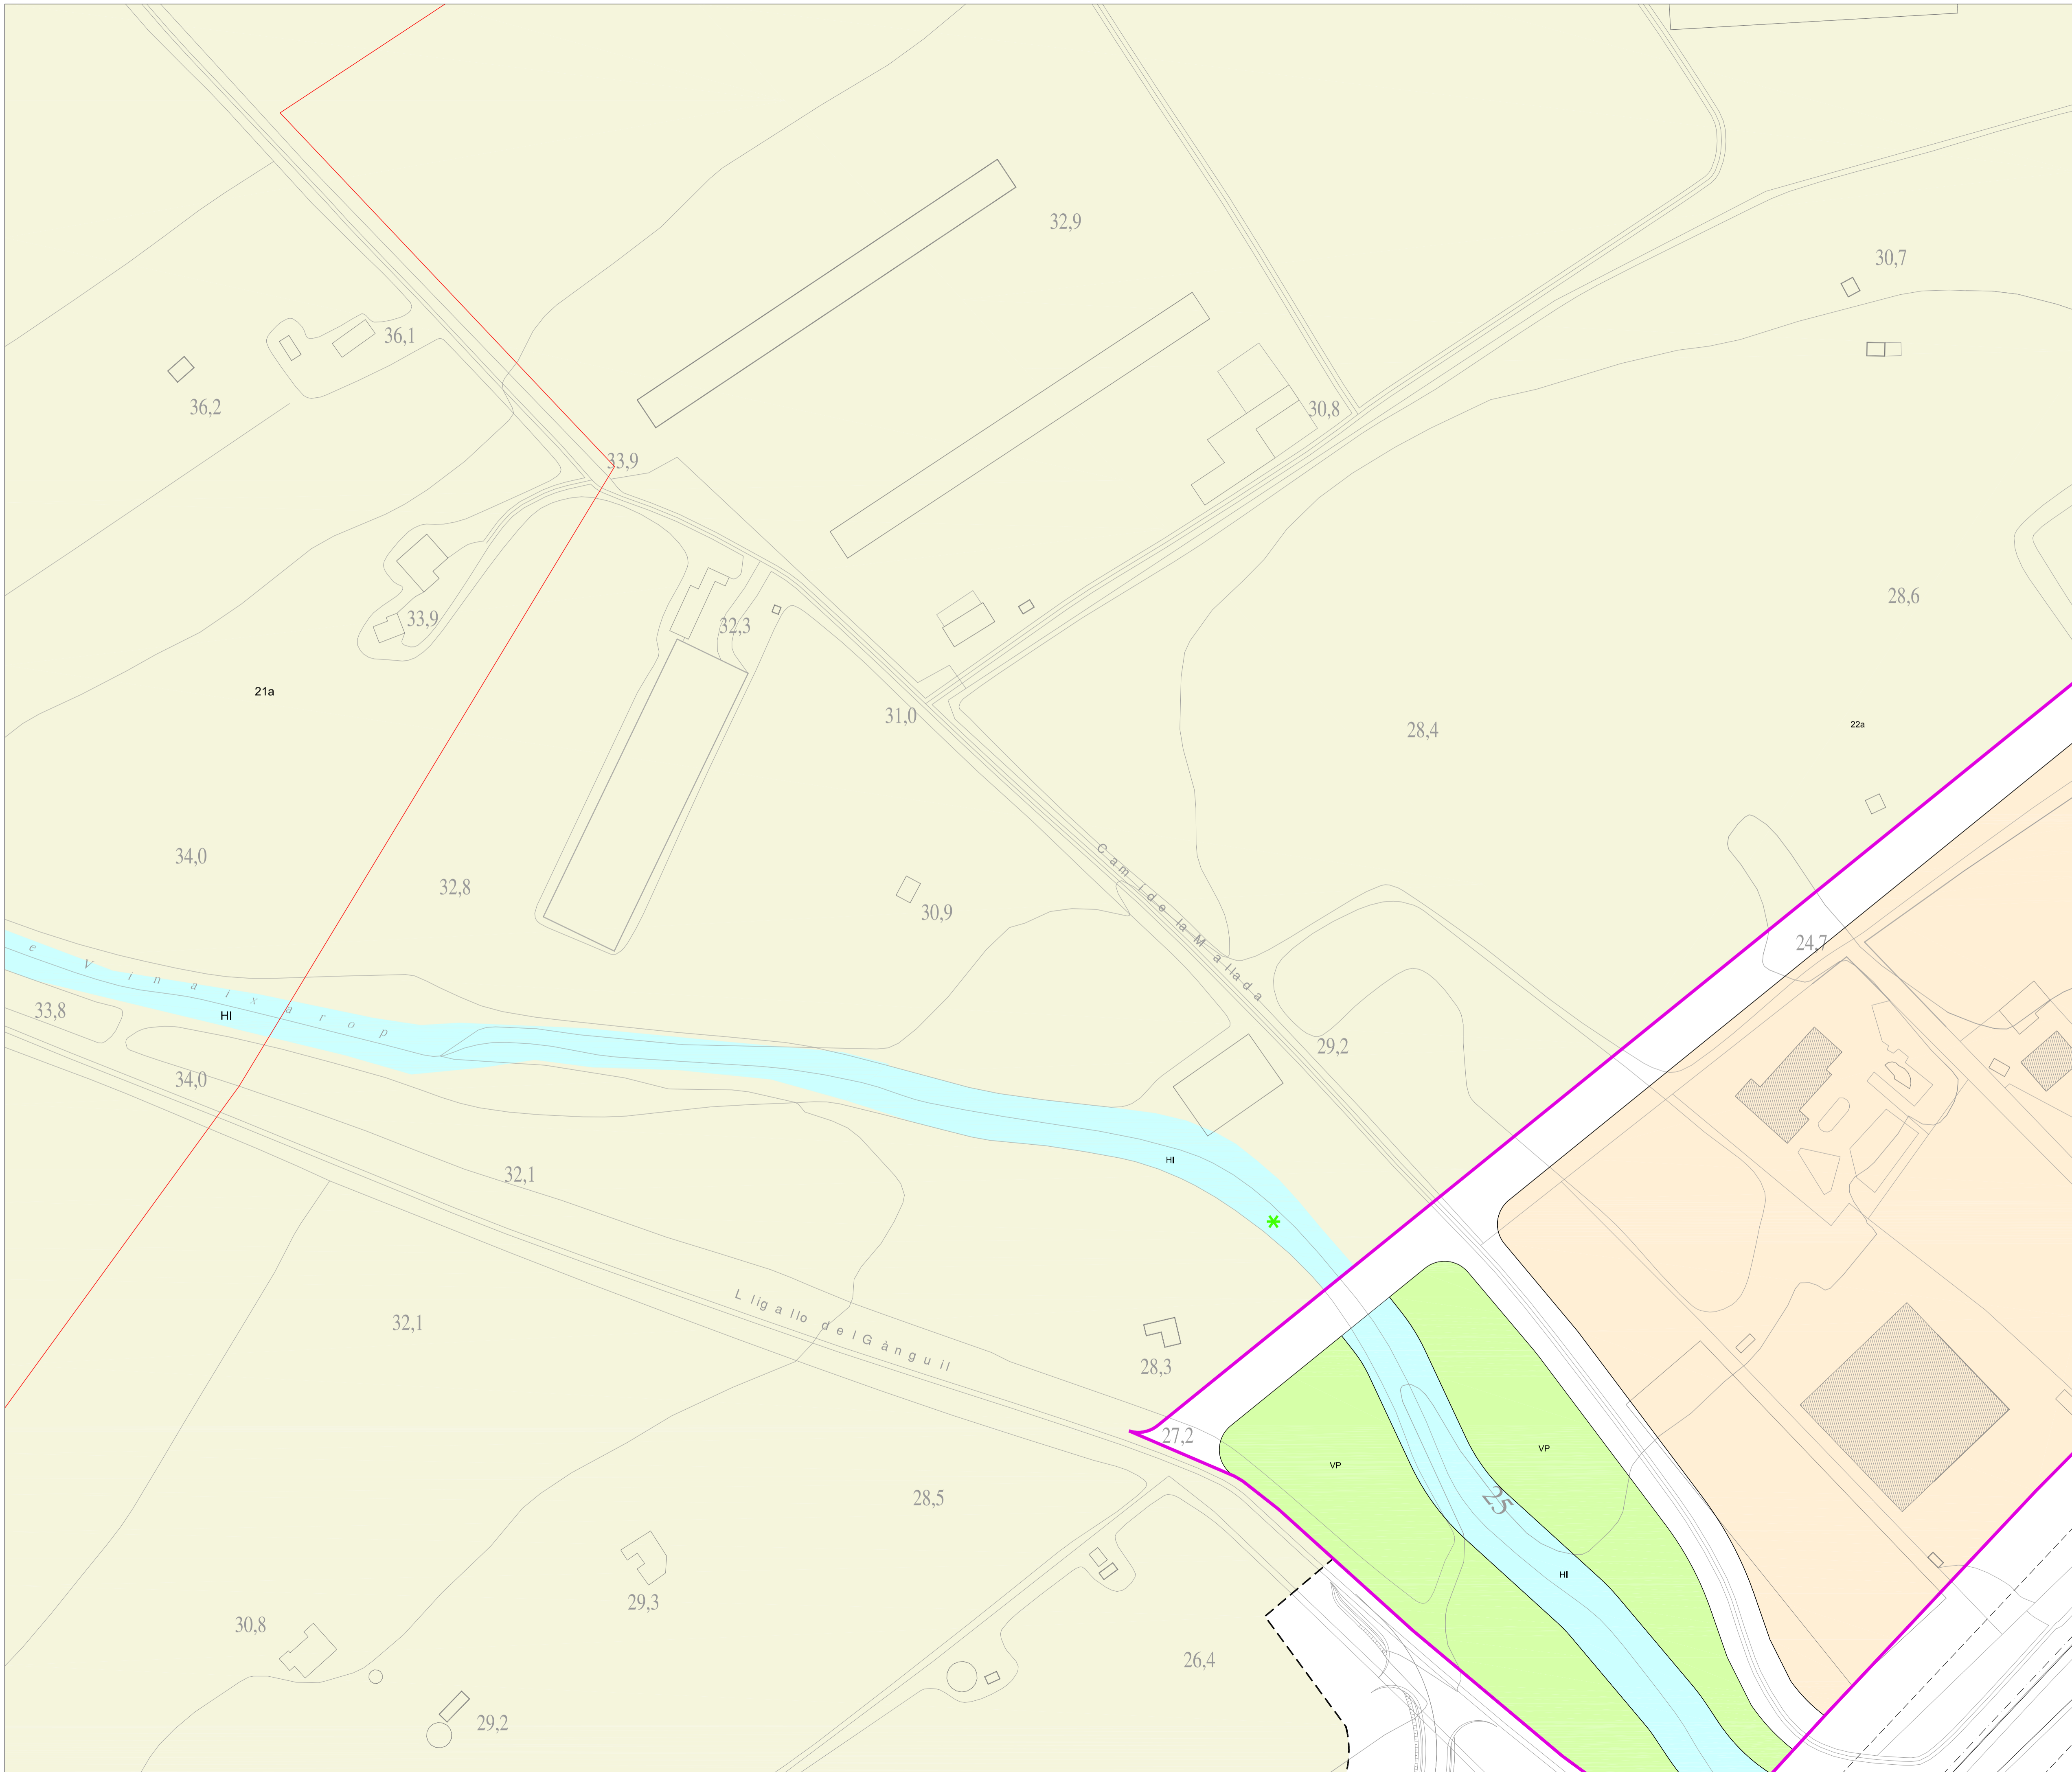 32,9
30,7
36,1
36,2
30,8
33,9
28,6
33,9
32,3
21a
31,0
28,4
22a
34,0
32,8
Camí de la Mallada
30,9
24,7
e Vinaixarop
33,8
HI
29,2
34,0
HI
32,1
Lligallo del Gànguil
32,1
28,3
27,2
VP
VP
28,5
25
HI
29,3
30,8
26,4
29,2